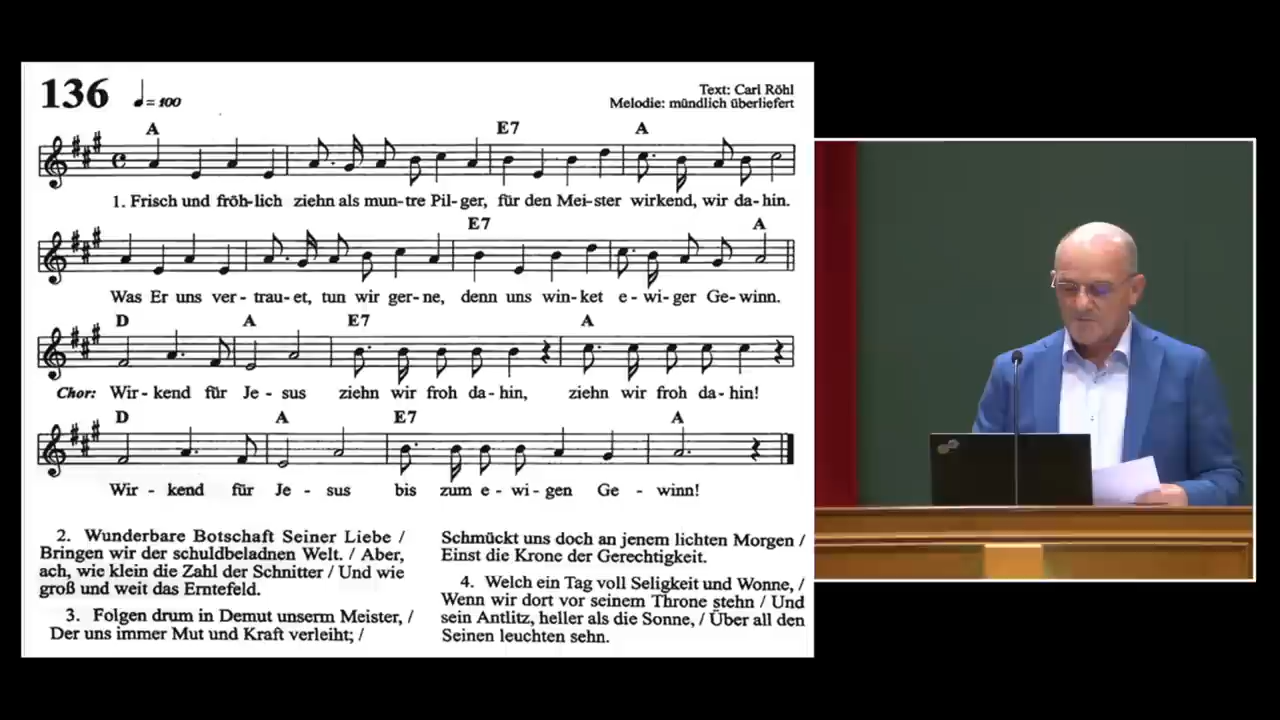 136 ♩= 100
Text: Carl Röhl
Melodie: mündlich überliefert
A E7 A
1. Frisch und fröh-lich ziehn als mun-tre Pil-ger, für den Mei-ster wirkend, wir da-hin.
E7 A
Was Er uns ver-trau-et, tun wir ger-ne, denn uns win-ket e-wi-ger Ge-winn.
D A E7 A
Chor: Wir-kend für Je-sus ziehn wir froh da-hin, ziehn wir froh da-hin!
D A E7 A
Wir-kend für Je-sus bis zum e-wi-gen Ge-winn!
2. Wunderbare Botschaft Seiner Liebe /
Bringen wir der schuldbeladnen Welt. / Aber,
ach, wie klein die Zahl der Schnitter / Und wie
groß und weit das Erntefeld.
3. Folgen drum in Demut unserm Meister, /
Der uns immer Mut und Kraft verleiht; /
Schmückt uns doch an jenem lichten Morgen /
Einst die Krone der Gerechtigkeit.
4. Welch ein Tag voll Seligkeit und Wonne, /
Wenn wir dort vor seinem Throne stehn / Und
sein Antlitz, heller als die Sonne, / Über all den
Seinen leuchten sehn.